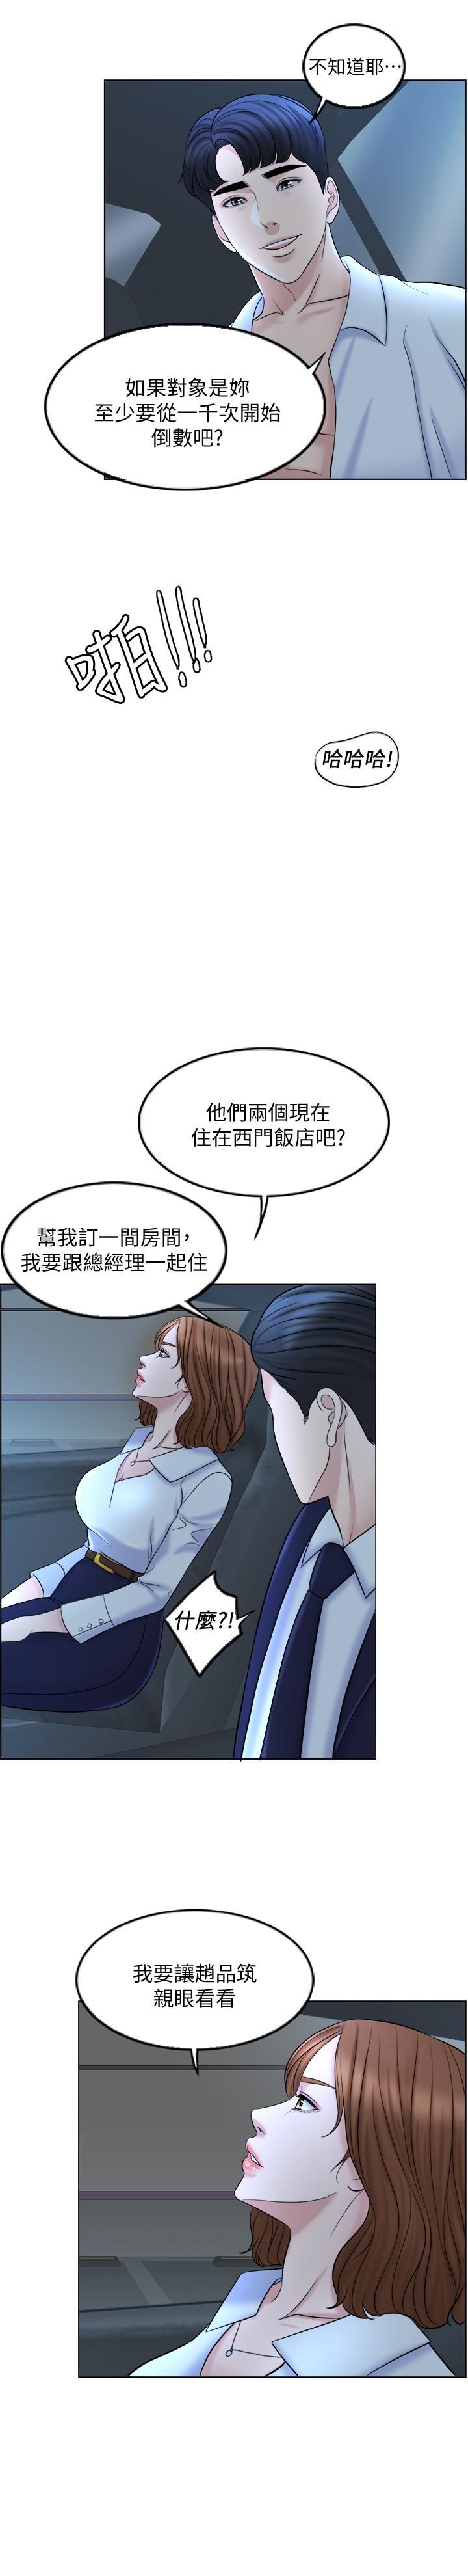 不知道耶⋯
如果對象是妳
至少要從一千次開始
倒數吧?
啪!!!
哈哈哈!
他們兩個現在
住在西門飯店吧?
幫我訂一間房間，
我要跟總經理一起住
什麼?!
我要讓趙品筑
親眼看看